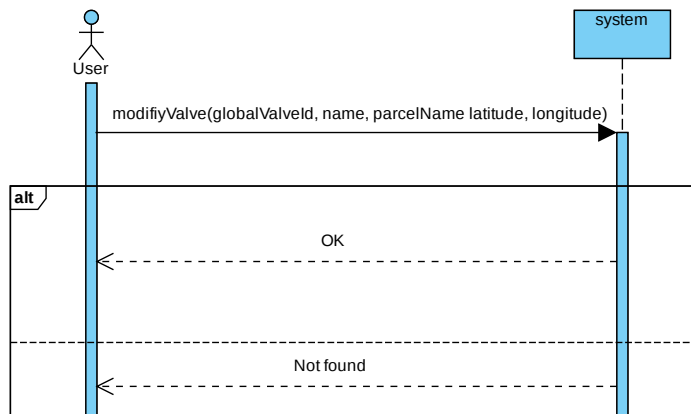 system
User
modifiyValve(globalValveId, name, parcelName latitude, longitude)
alt
OK
Not found